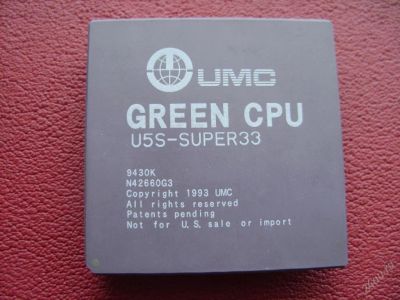 UMC
GREEN CPU
U5S-SUPER33
9430K
N42660G3
Copyright 1993 UMC
All rights reserved
Patents pending
Not for U.S. sale or import